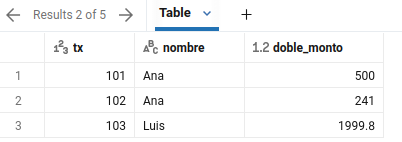 Results 2 of 5 Table +
123 tx ABC nombre 1.2 doble_monto
1 101 Ana 500
2 102 Ana 241
3 103 Luis 1999.8